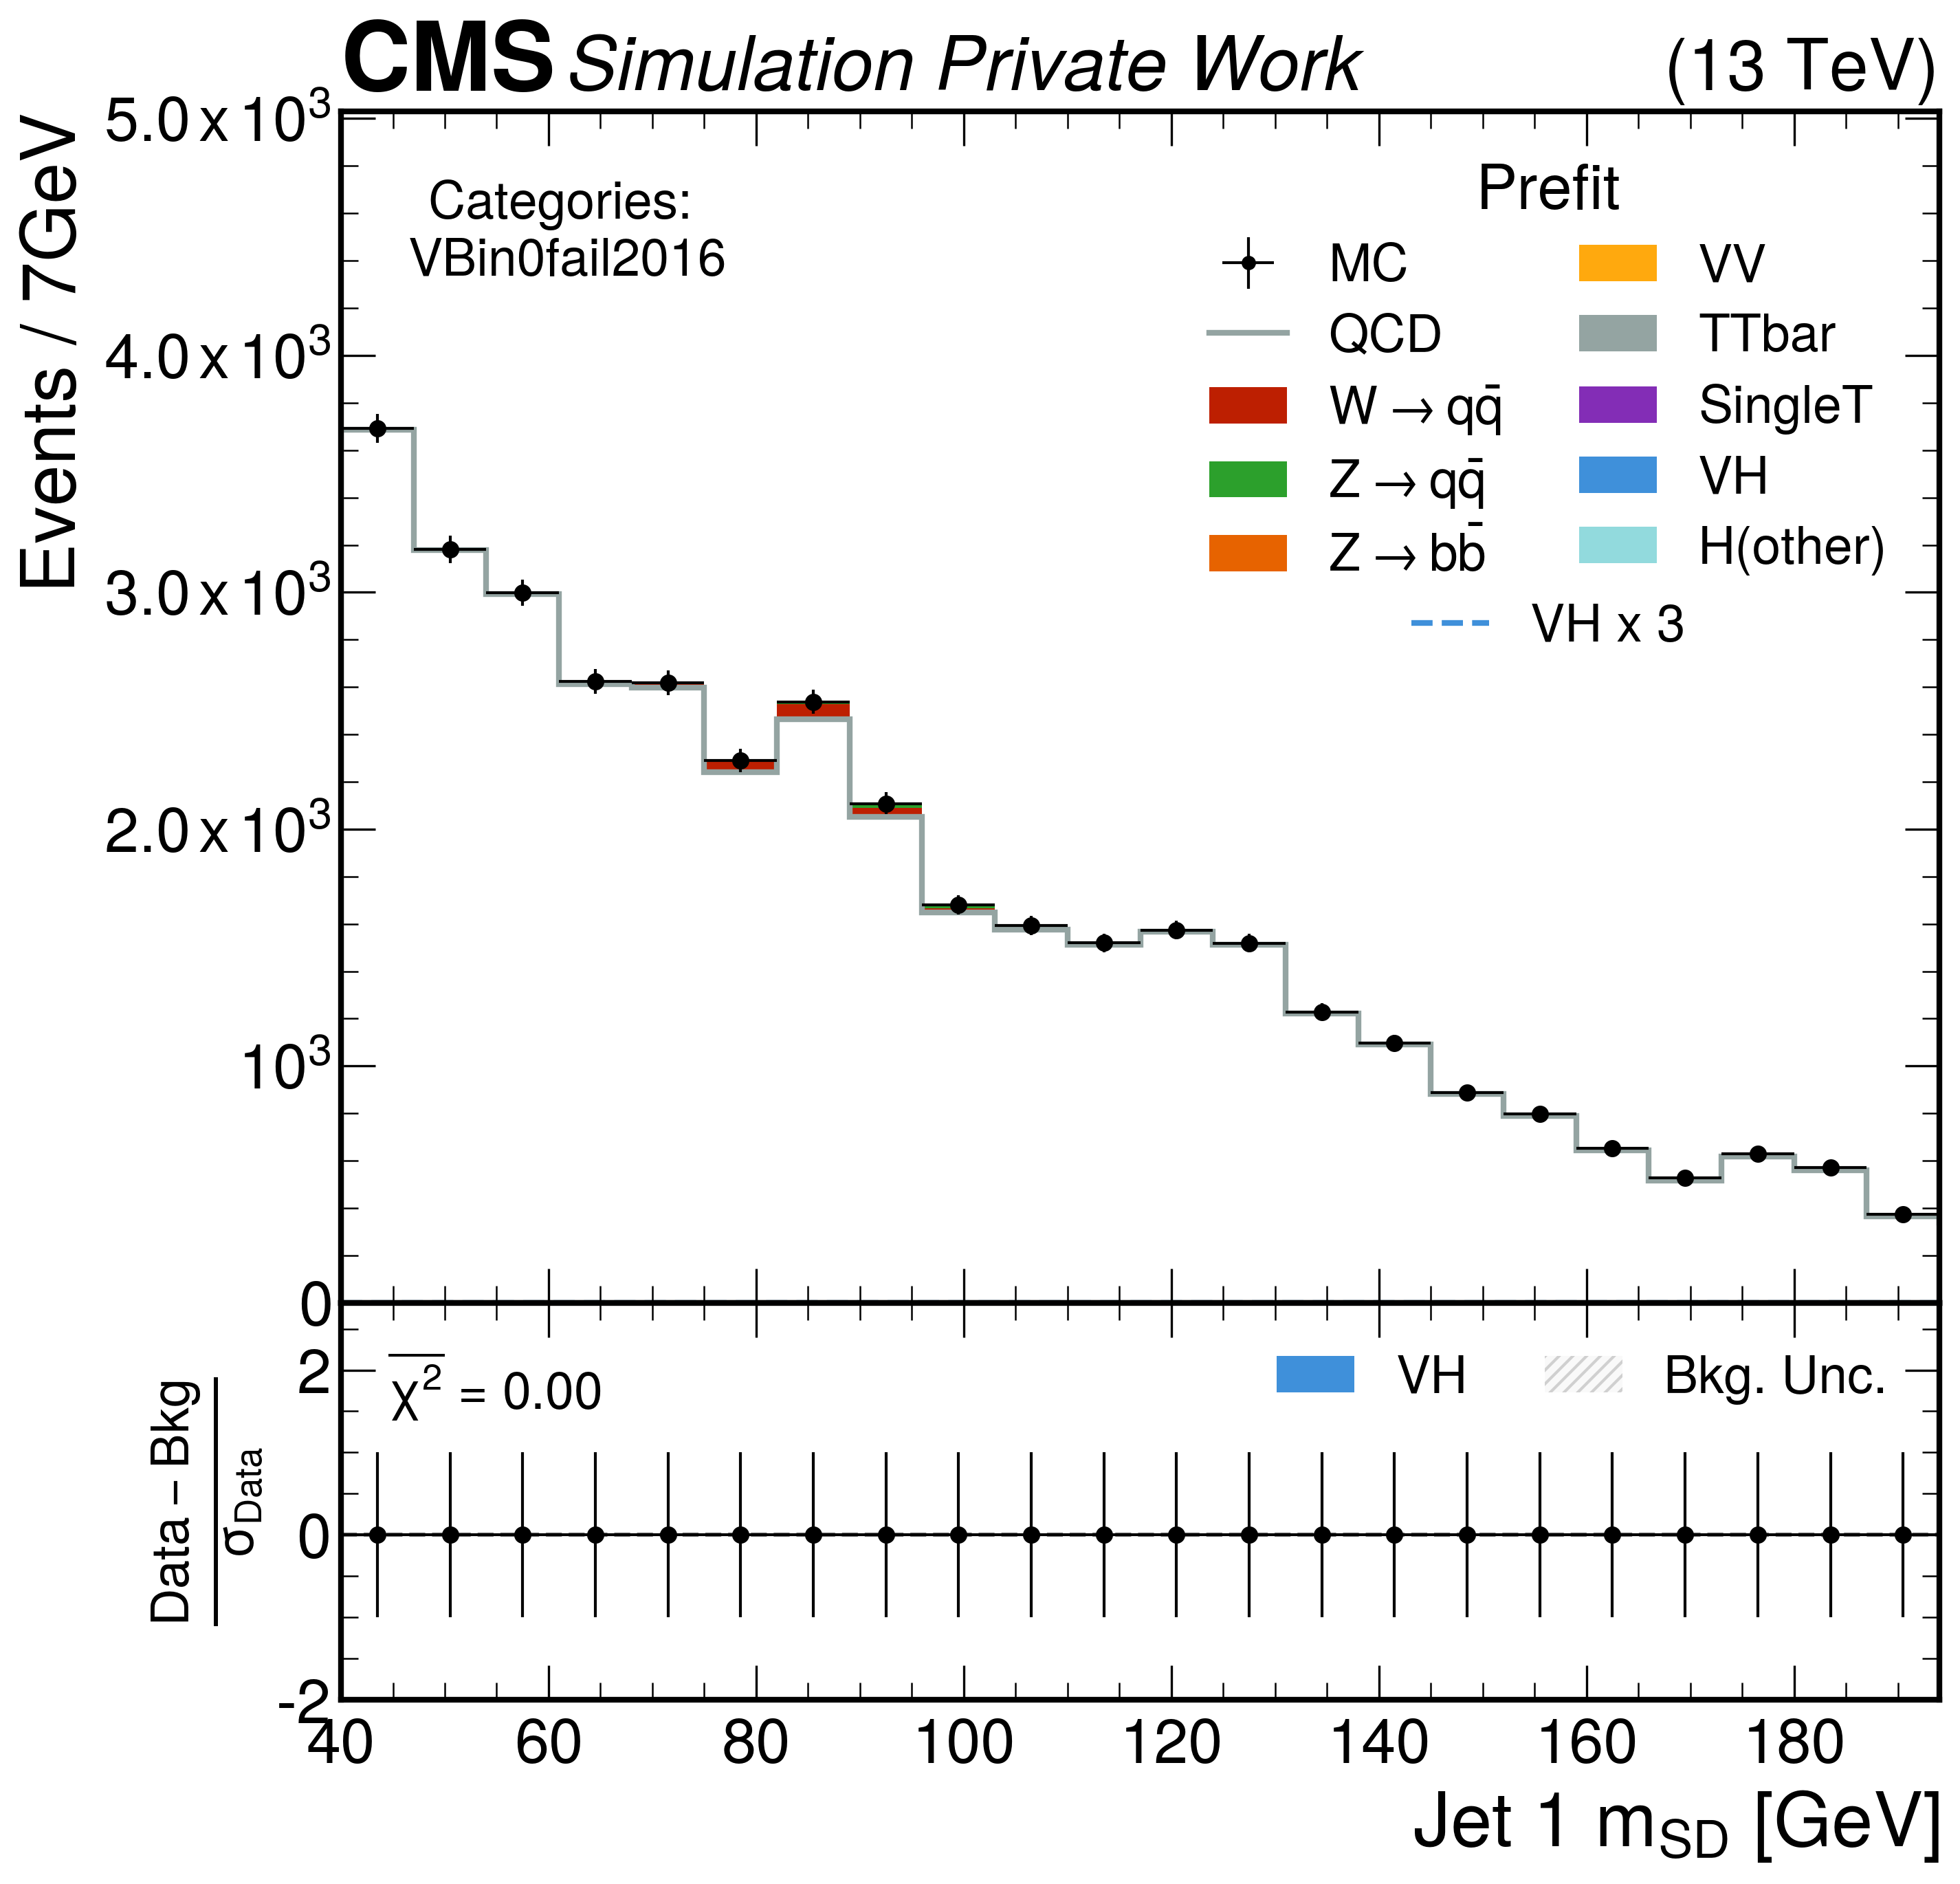 CMS Simulation Private Work (13 TeV)
5.0 x 10³
4.0 x 10³
3.0 x 10³
2.0 x 10³
10³
0
Events / 7GeV
Categories:
VBin0fail2016
Prefit
MC
QCD
W → qq̄
Z → qq̄
Z → bb̄
VV
TTbar
SingleT
VH
H(other)
VH x 3
2
0
-2
Data – Bkg
σ_Data
χ² = 0.00
VH
Bkg. Unc.
40 60 80 100 120 140 160 180
Jet 1 m_SD [GeV]